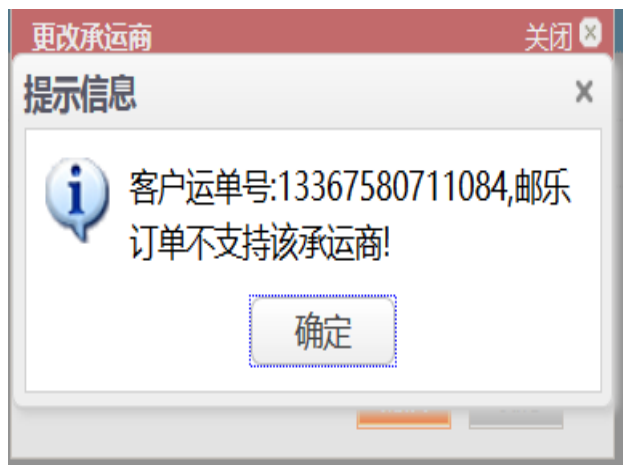 更改承运商
关闭
提示信息
客户运单号:13367580711084,邮乐
订单不支持该承运商!
确定